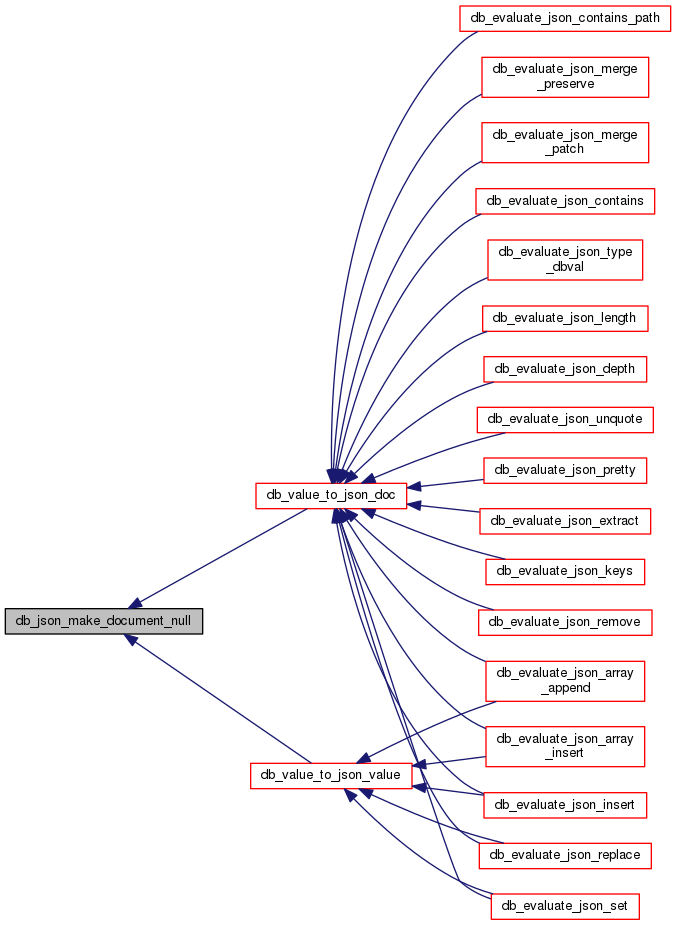 db_evaluate_json_contains_path
db_evaluate_json_merge
_preserve
db_evaluate_json_merge
_patch
db_evaluate_json_contains
db_evaluate_json_type
_dbval
db_evaluate_json_length
db_evaluate_json_depth
db_evaluate_json_unquote
db_evaluate_json_pretty
db_value_to_json_doc
db_evaluate_json_extract
db_evaluate_json_keys
db_json_make_document_null
db_evaluate_json_remove
db_evaluate_json_array
_append
db_evaluate_json_array
_insert
db_value_to_json_value
db_evaluate_json_insert
db_evaluate_json_replace
db_evaluate_json_set